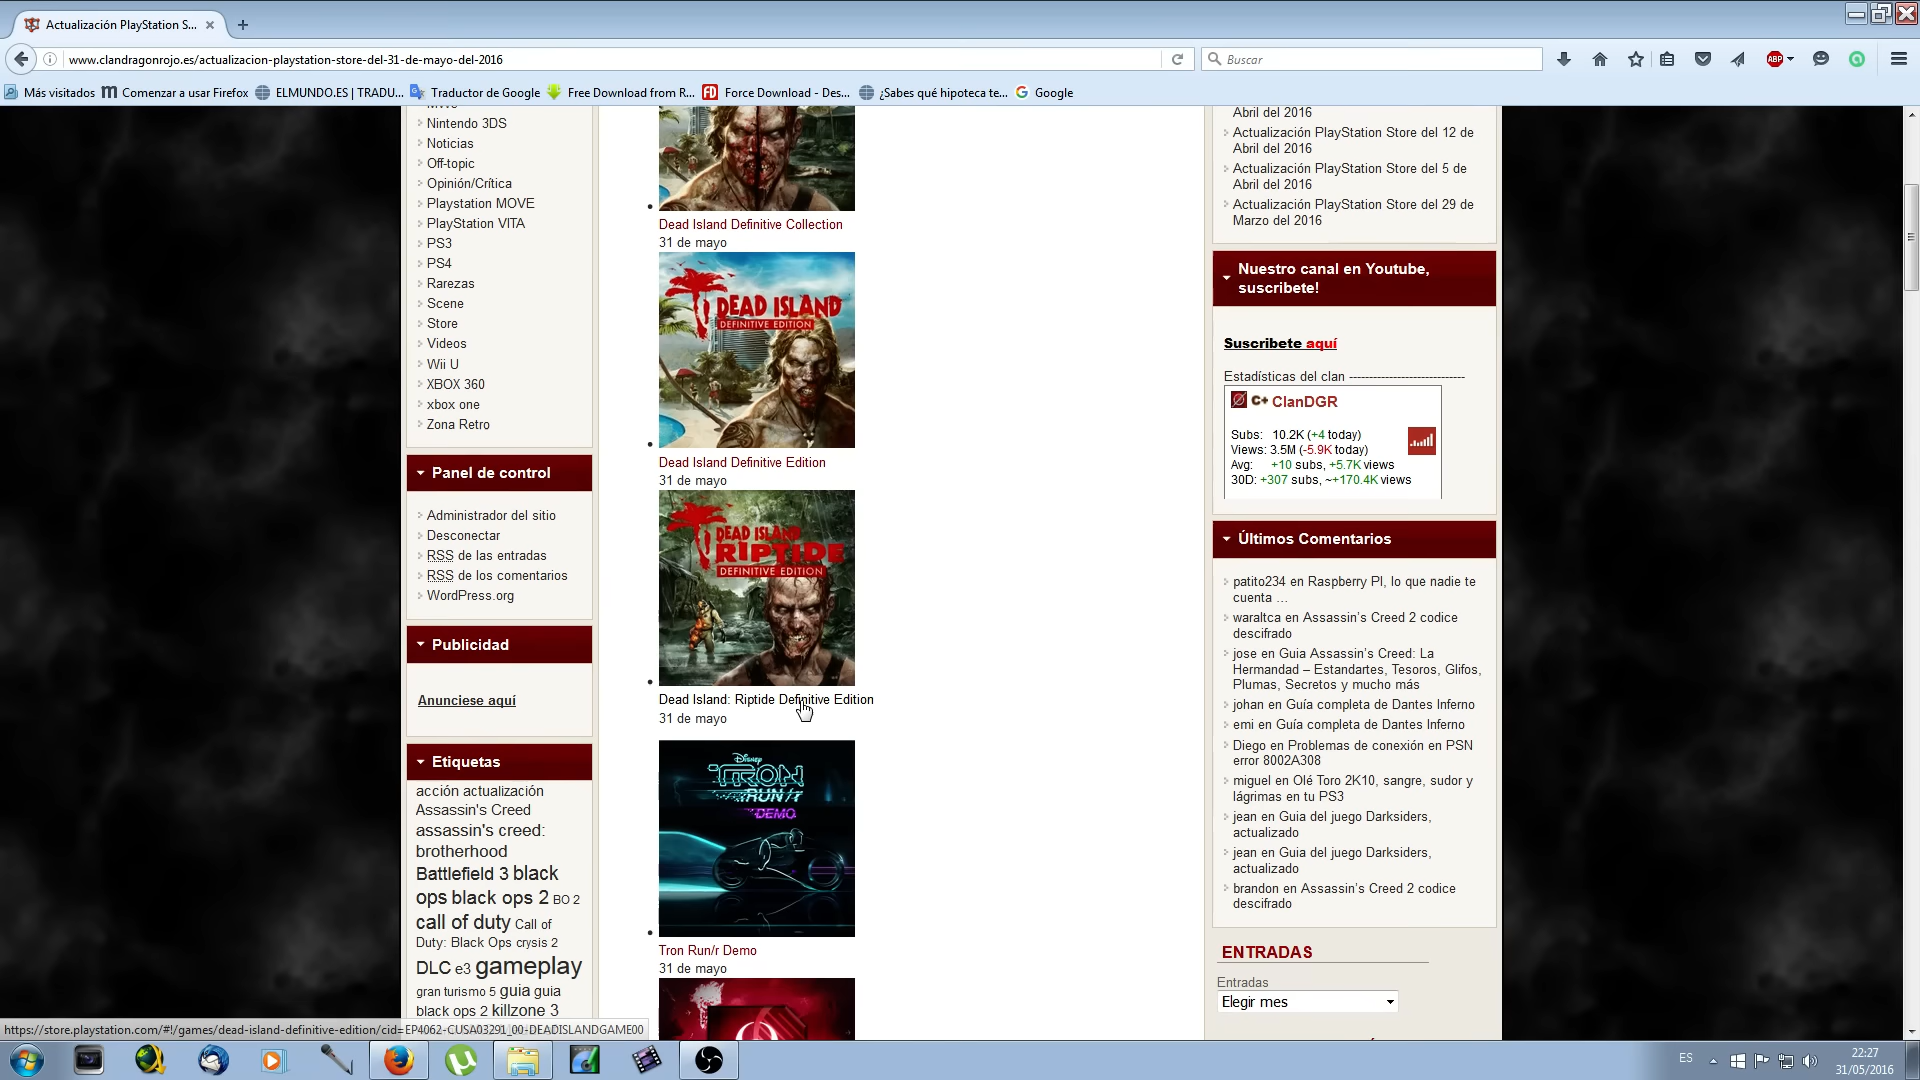 Actualización PlayStation S...
www.clandragonrojo.es/actualizacion-playstation-store-del-31-de-mayo-del-2016
Buscar
ABP
Más visitados
Comenzar a usar Firefox
ELMUNDO.ES | TRADU...
Traductor de Google
Free Download from R...
FD Force Download - Des...
¿Sabes qué hipoteca te...
Google
Nintendo 3DS
Noticias
Off-topic
Opinión/Crítica
Playstation MOVE
PlayStation VITA
PS3
PS4
Rarezas
Scene
Store
Videos
Wii U
XBOX 360
xbox one
Zona Retro
Panel de control
Administrador del sitio
Desconectar
RSS de las entradas
RSS de los comentarios
WordPress.org
Publicidad
Anunciese aquí
Etiquetas
acción actualización
Assassin's Creed
assassin's creed:
brotherhood
Battlefield 3 black
ops black ops 2 BO 2
call of duty Call of
Duty: Black Ops crysis 2
DLC e3 gameplay
gran turismo 5 guia guia
black ops 2 killzone 3
Dead Island Definitive Collection
31 de mayo
DEAD ISLAND
DEFINITIVE EDITION
Dead Island Definitive Edition
31 de mayo
DEAD ISLAND
RIPTIDE
DEFINITIVE EDITION
Dead Island: Riptide Definitive Edition
31 de mayo
Disney
TRON
RUN/r
DEMO
Tron Run/r Demo
31 de mayo
Abril del 2016
Actualización PlayStation Store del 12 de
Abril del 2016
Actualización PlayStation Store del 5 de
Abril del 2016
Actualización PlayStation Store del 29 de
Marzo del 2016
Nuestro canal en Youtube,
suscribete!
Suscribete aquí
Estadísticas del clan -----------------------------
C+ ClanDGR
Subs: 10.2K (+4 today)
Views: 3.5M (-5.9K today)
Avg: +10 subs, +5.7K views
30D: +307 subs, ~+170.4K views
Últimos Comentarios
patito234 en Raspberry PI, lo que nadie te
cuenta …
waraltca en Assassin’s Creed 2 codice
descifrado
jose en Guia Assassin’s Creed: La
Hermandad – Estandartes, Tesoros, Glifos,
Plumas, Secretos y mucho más
johan en Guía completa de Dantes Inferno
emi en Guía completa de Dantes Inferno
Diego en Problemas de conexión en PSN
error 8002A308
miguel en Olé Toro 2K10, sangre, sudor y
lágrimas en tu PS3
jean en Guia del juego Darksiders,
actualizado
jean en Guia del juego Darksiders,
actualizado
brandon en Assassin’s Creed 2 codice
descifrado
ENTRADAS
Entradas
Elegir mes
https://store.playstation.com/#!/games/dead-island-definitive-edition/cid=EP4062-CUSA03291_00-DEADISLANDGAME00
ES
22:27
31/05/2016